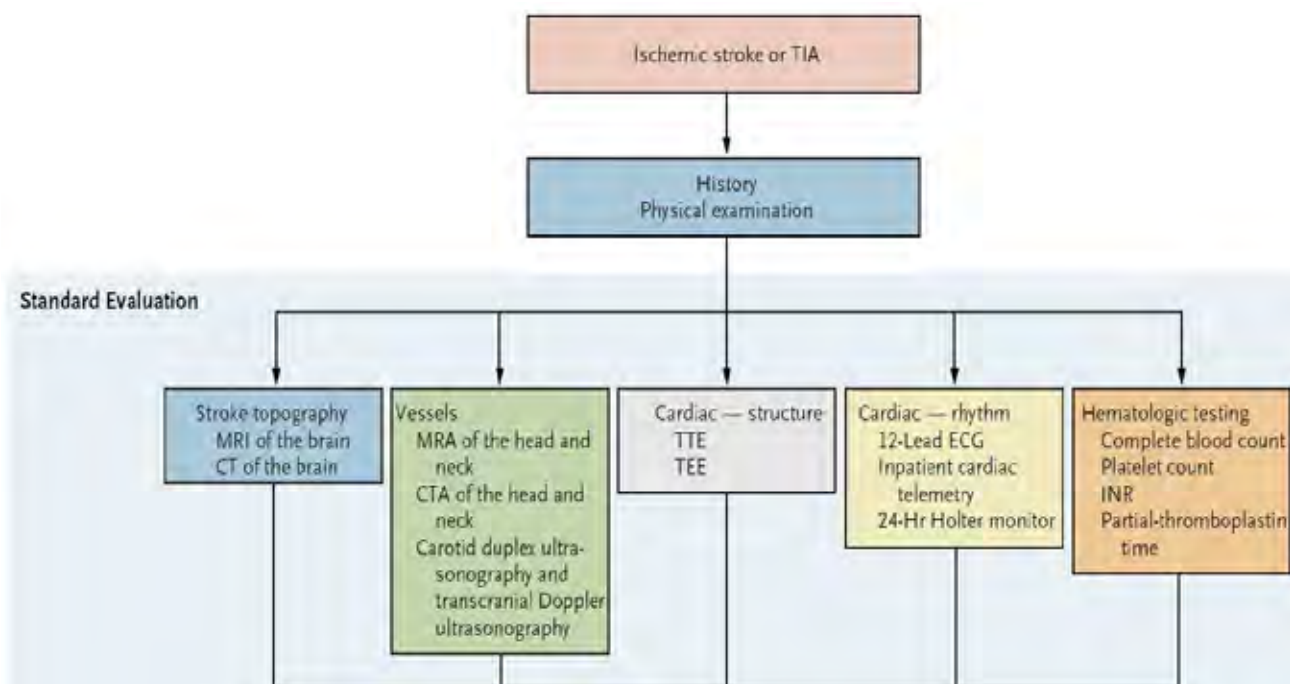 Ischemic stroke or TIA
History
Physical examination
Standard Evaluation
Stroke topography
MRI of the brain
CT of the brain
Vessels
MRA of the head and
neck
CTA of the head and
neck
Carotid duplex ultra-
sonography and
transcranial Doppler
ultrasonography
Cardiac — structure
TTE
TEE
Cardiac — rhythm
12-Lead ECG
Inpatient cardiac
telemetry
24-Hr Holter monitor
Hematologic testing
Complete blood count
Platelet count
INR
Partial-thromboplastin
time